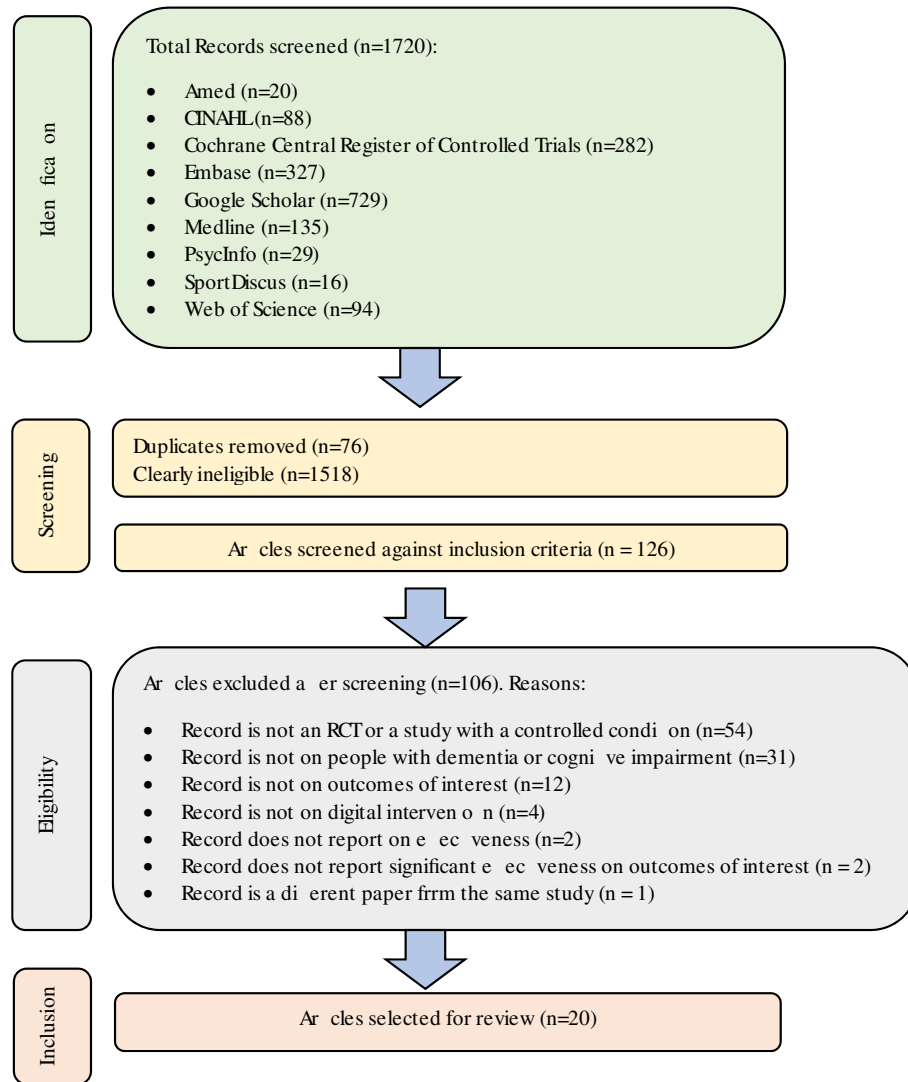 Iden fica on
Total Records screened (n=1720):
• Amed (n=20)
• CINAHL(n=88)
• Cochrane Central Register of Controlled Trials (n=282)
• Embase (n=327)
• Google Scholar (n=729)
• Medline (n=135)
• PsycInfo (n=29)
• SportDiscus (n=16)
• Web of Science (n=94)
Screening
Duplicates removed (n=76)
Clearly ineligible (n=1518)
Ar cles screened against inclusion criteria (n = 126)
Eligibility
Ar cles excluded a er screening (n=106). Reasons:
• Record is not an RCT or a study with a controlled condi on (n=54)
• Record is not on people with dementia or cogni ve impairment (n=31)
• Record is not on outcomes of interest (n=12)
• Record is not on digital interven o n (n=4)
• Record does not report on e ec veness (n=2)
• Record does not report significant e ec veness on outcomes of interest (n = 2)
• Record is a di erent paper frrm the same study (n = 1)
Inclusion
Ar cles selected for review (n=20)